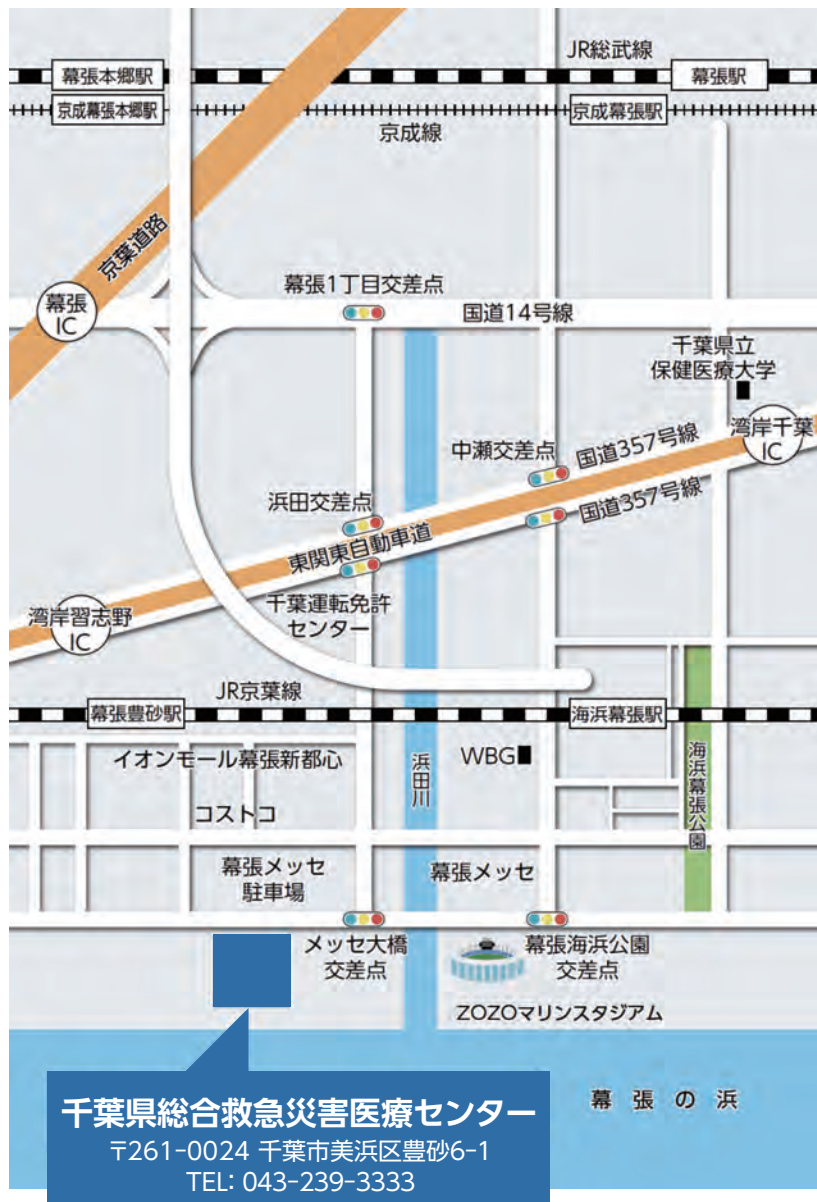 JR総武線
幕張本郷駅
幕張駅
京成幕張本郷駅
京成幕張駅
京成線
京葉道路
幕張1丁目交差点
幕張
IC
国道14号線
千葉県立
保健医療大学
湾岸千葉
IC
中瀬交差点
国道357号線
浜田交差点
国道357号線
東関東自動車道
千葉運転免許
センター
湾岸習志野
IC
JR京葉線
幕張豊砂駅
海浜幕張駅
イオンモール幕張新都心
浜田川
WBG
海浜幕張公園
コストコ
幕張メッセ
駐車場
幕張メッセ
メッセ大橋
交差点
幕張海浜公園
交差点
ZOZOマリンスタジアム
幕張の浜
千葉県総合救急災害医療センター
〒261-0024 千葉市美浜区豊砂6-1
TEL: 043-239-3333